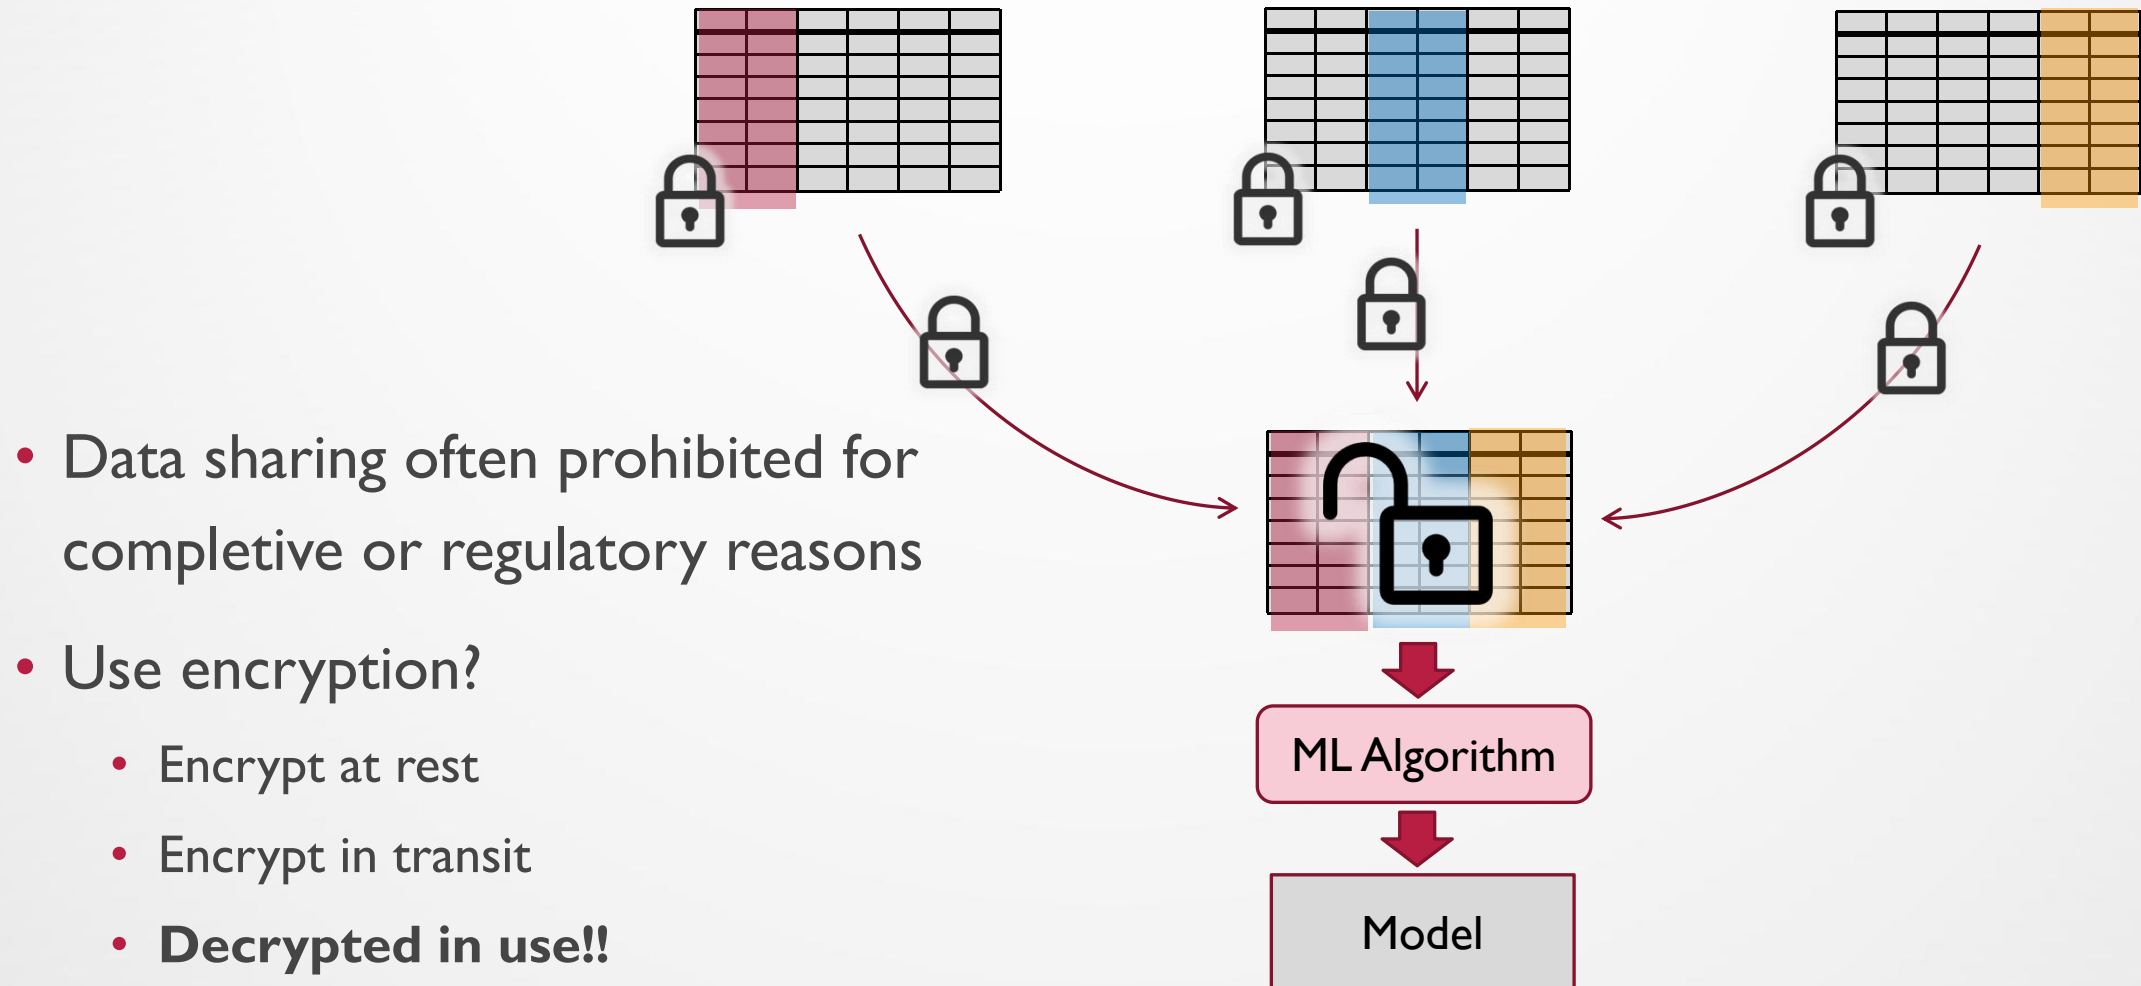 • Data sharing often prohibited for
completive or regulatory reasons
• Use encryption?
• Encrypt at rest
• Encrypt in transit
• Decrypted in use!!
ML Algorithm
Model